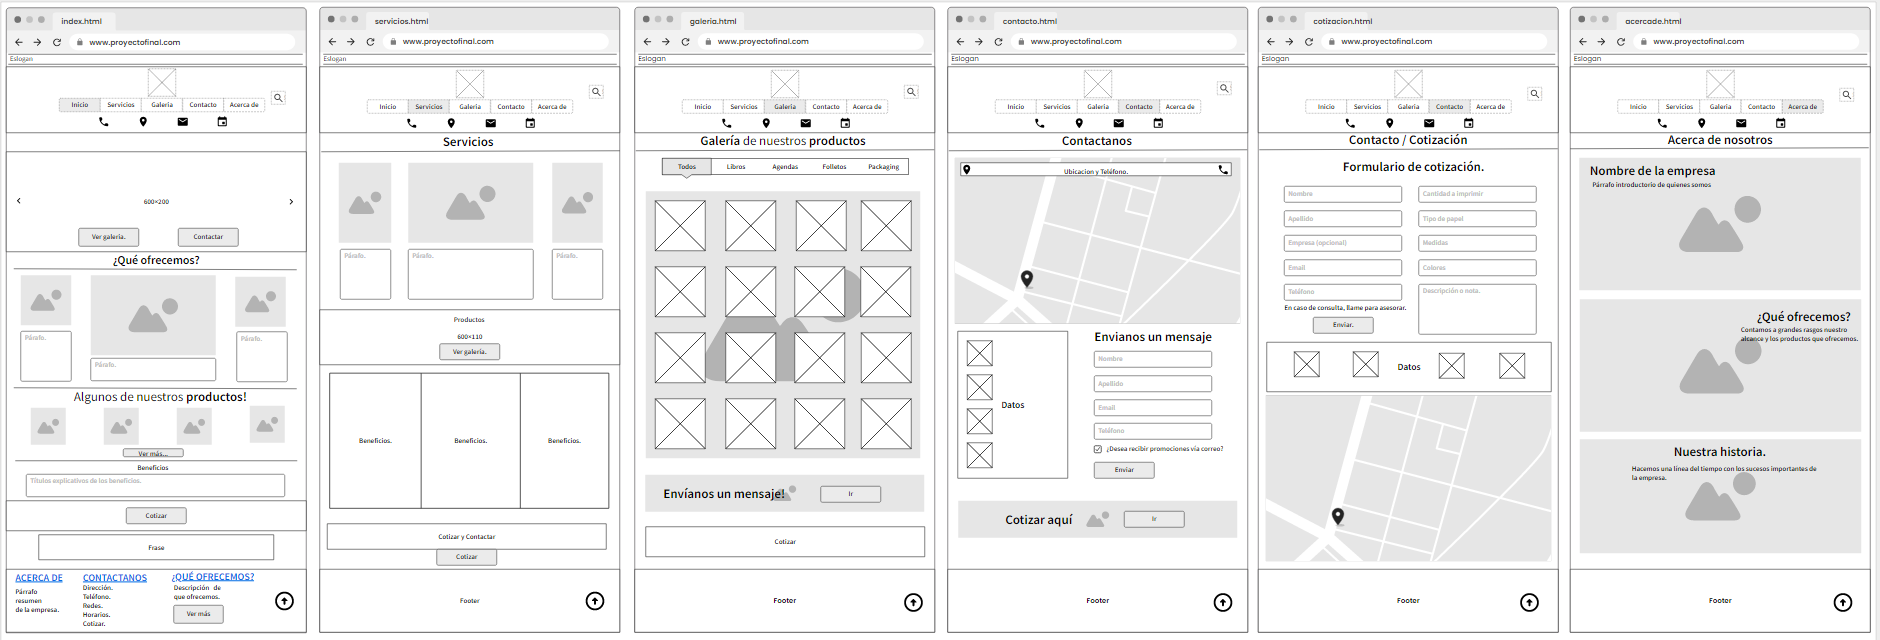 index.html
www.proyectofinal.com
Eslogan
Inicio
Servicios
Galería
Contacto
Acerca de
600×200
Ver galería.
Contactar
¿Qué ofrecemos?
Párafo.
Párafo.
Párafo.
Algunos de nuestros productos!
Ver más...
Beneficios
Títulos explicativos de los beneficios.
Cotizar
Frase
ACERCA DE
Párrafo
resumen
de la empresa.
CONTACTANOS
Dirección.
Teléfono.
Redes.
Horarios.
Cotizar.
¿QUÉ OFRECEMOS?
Descripción de
que ofrecemos.
Ver más
servicios.html
www.proyectofinal.com
Eslogan
Inicio
Servicios
Galería
Contacto
Acerca de
Servicios
Párafo.
Párafo.
Párafo.
Productos
600×110
Ver galería.
Beneficios.
Beneficios.
Beneficios.
Cotizar y Contactar
Cotizar
Footer
galeria.html
www.proyectofinal.com
Eslogan
Inicio
Servicios
Galería
Contacto
Acerca de
Galería de nuestros productos
Todos
Libros
Agendas
Folletos
Packaging
Envíanos un mensaje!
Ir
Cotizar
Footer
contacto.html
www.proyectofinal.com
Eslogan
Inicio
Servicios
Galería
Contacto
Acerca de
Contactanos
Ubicacion y Teléfono.
Datos
Envianos un mensaje
Nombre
Apellido
Email
Teléfono
¿Desea recibir promociones vía correo?
Enviar
Cotizar aquí
Ir
Footer
cotizacion.html
www.proyectofinal.com
Eslogan
Inicio
Servicios
Galería
Contacto
Acerca de
Contacto / Cotización
Formulario de cotización.
Nombre
Cantidad a imprimir
Apellido
Tipo de papel
Empresa (opcional)
Medidas
Email
Colores
Teléfono
Descripción o nota.
En caso de consulta, llame para asesorar.
Enviar.
Datos
Footer
acercade.html
www.proyectofinal.com
Eslogan
Inicio
Servicios
Galería
Contacto
Acerca de
Acerca de nosotros
Nombre de la empresa
Párrafo introductorio de quienes somos
¿Qué ofrecemos?
Contamos a grandes rasgos nuestro
alcance y los productos que ofrecemos.
Nuestra historia.
Hacemos una línea del tiempo con los sucesos importantes de
la empresa.
Footer